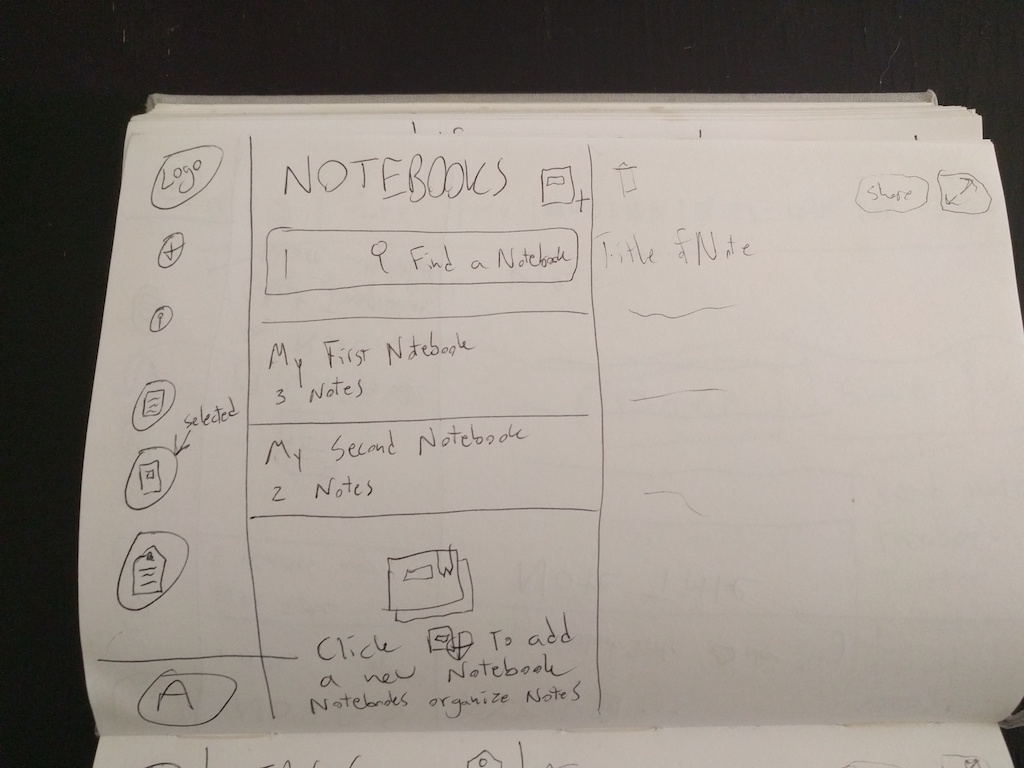 Logo
NOTEBOOKS
Share
Find a Notebook
Title of Note
My First Notebook
3 Notes
selected
My Second Notebook
2 Notes
Click To add
a new Notebook
Notebooks organize Notes
A